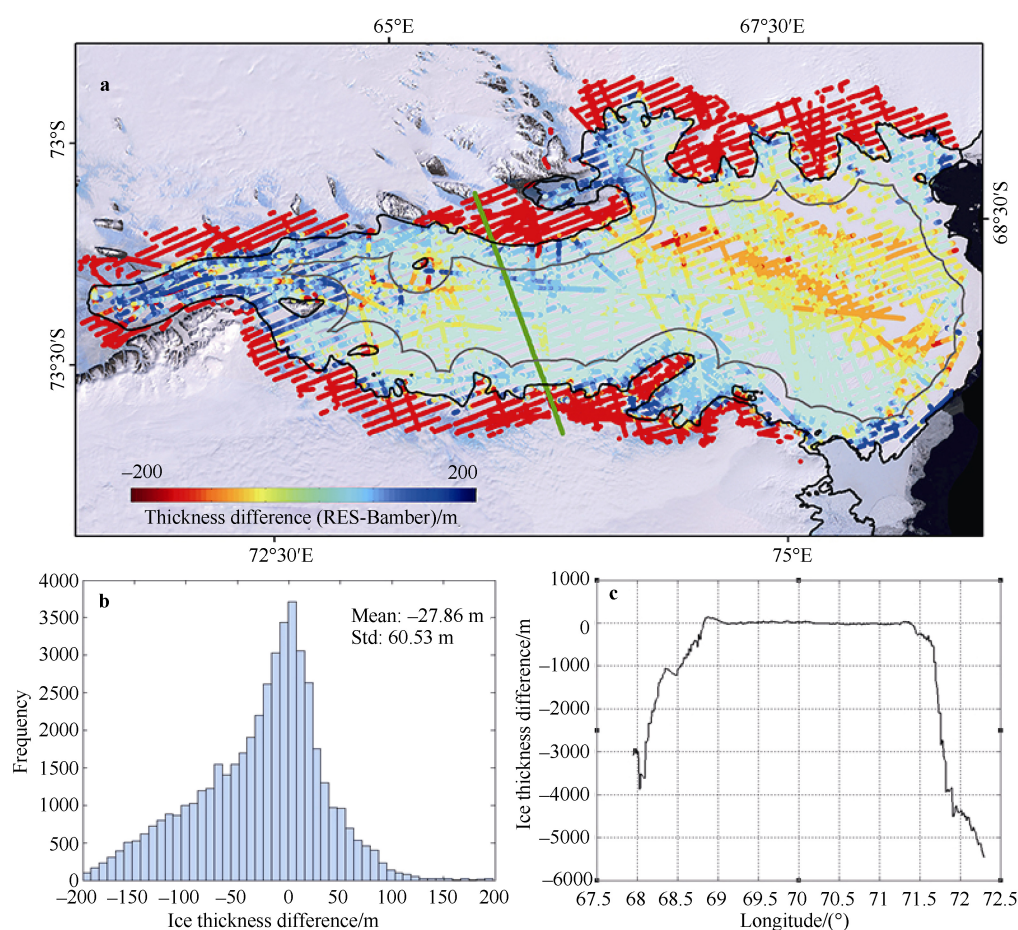 65°E 67°30′E
a
73°S
68°30′S
73°30′S
–200 200
Thickness difference (RES-Bamber)/m
72°30′E 75°E
b
Mean: –27.86 m
Std: 60.53 m
Frequency
4000
3500
3000
2500
2000
1500
1000
500
0
–200 –150 –100 –50 0 50 100 150 200
Ice thickness difference/m
c
Ice thickness difference/m
1000
0
–1000
–2000
–3000
–4000
–5000
–6000
67.5 68 68.5 69 69.5 70 70.5 71 71.5 72 72.5
Longitude/(°)